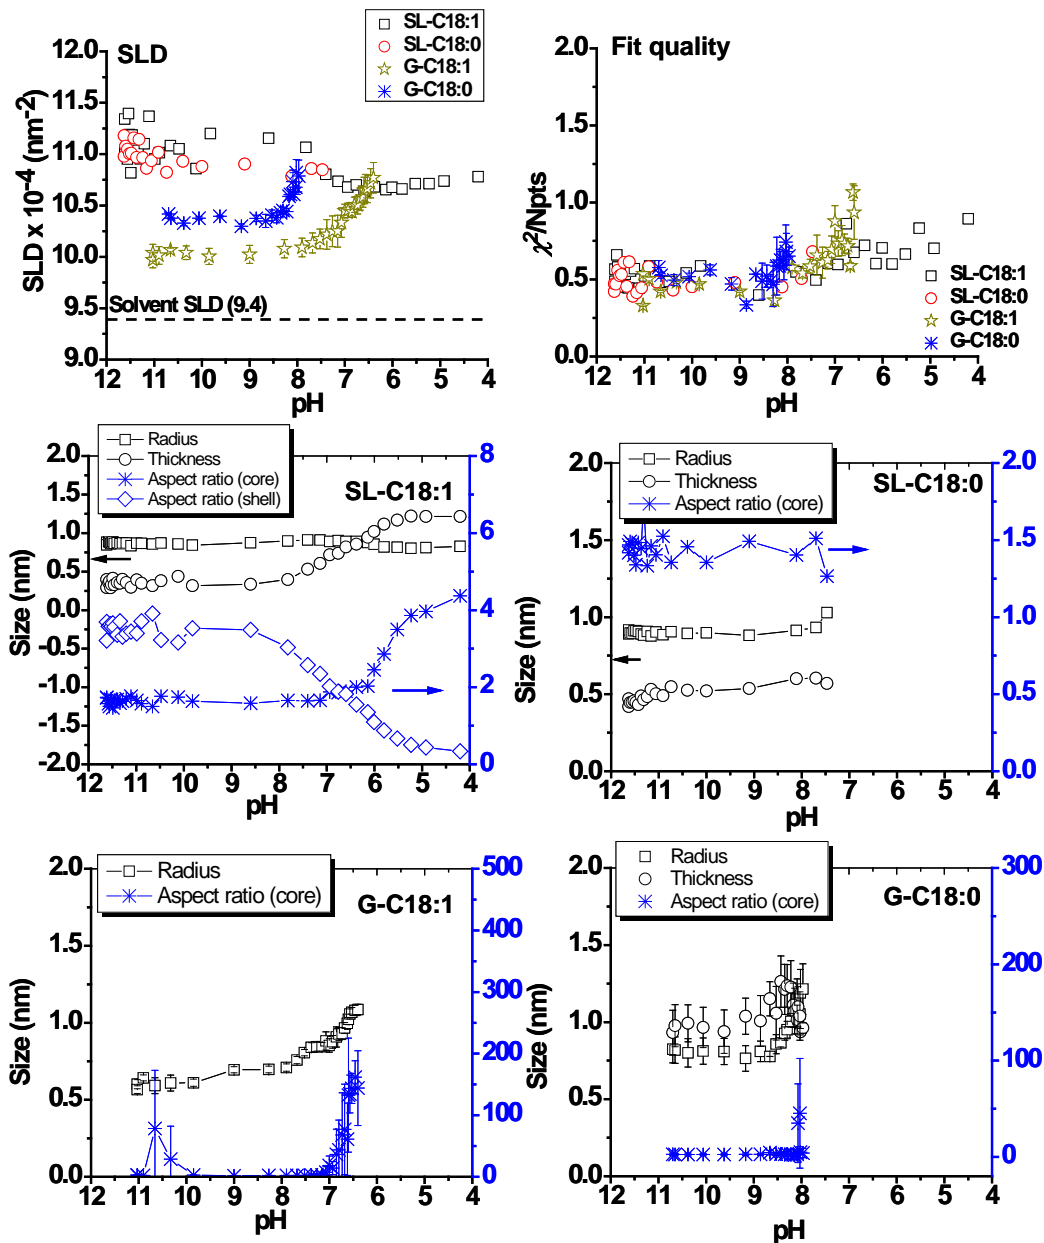 SLD
SL-C18:1
SL-C18:0
G-C18:1
G-C18:0
12.0
11.5
11.0
10.5
10.0
9.5
9.0
SLD x 10⁻⁴ (nm⁻²)
Solvent SLD (9.4)
12 11 10 9 8 7 6 5 4
pH
Fit quality
2.0
1.5
1.0
0.5
0.0
χ²/Npts
SL-C18:1
SL-C18:0
G-C18:1
G-C18:0
12 11 10 9 8 7 6 5 4
pH
Radius
Thickness
Aspect ratio (core)
Aspect ratio (shell)
SL-C18:1
2.0
1.5
1.0
0.5
0.0
-0.5
-1.0
-1.5
-2.0
Size (nm)
8
6
4
2
0
12 11 10 9 8 7 6 5 4
pH
Radius
Thickness
Aspect ratio (core)
SL-C18:0
2.0
1.5
1.0
0.5
0.0
Size (nm)
2.0
1.5
1.0
0.5
0.0
12 11 10 9 8 7 6 5 4
pH
Radius
Aspect ratio (core)
G-C18:1
2.0
1.5
1.0
0.5
0.0
Size (nm)
500
400
300
200
100
0
12 11 10 9 8 7 6 5 4
pH
Radius
Thickness
Aspect ratio (core)
G-C18:0
2.0
1.5
1.0
0.5
0.0
Size (nm)
300
200
100
0
12 11 10 9 8 7 6 5 4
pH